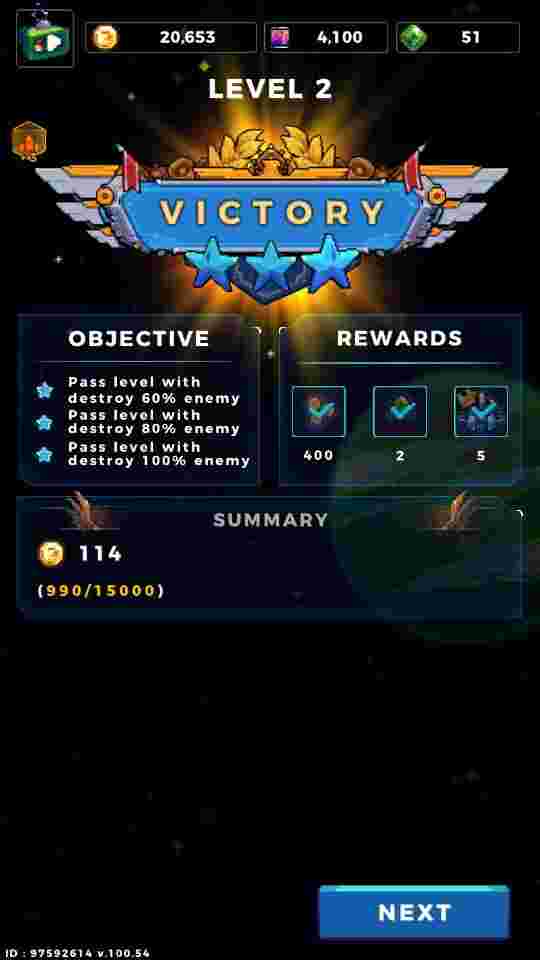 20,653 4,100 51
LEVEL 2
VICTORY
OBJECTIVE
Pass level with
destroy 60% enemy
Pass level with
destroy 80% enemy
Pass level with
destroy 100% enemy
REWARDS
400 2 5
SUMMARY
114
(990/15000)
NEXT
ID : 97592614 v.100.54